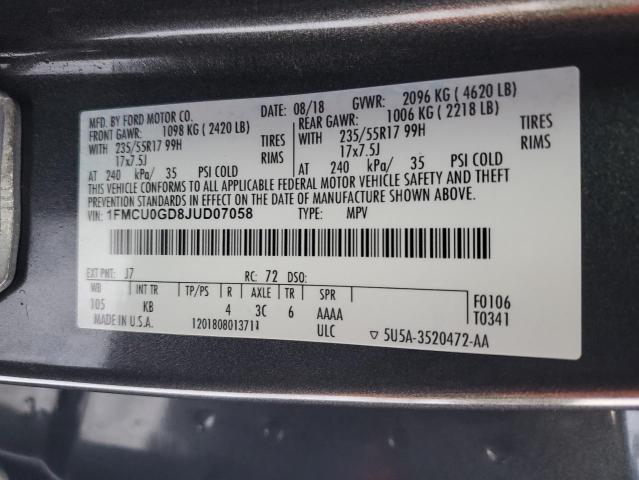 MFD. BY FORD MOTOR CO. 08/18 GVWR: 2096 KG ( 4620 LB)
FRONT GAWR: 1098 KG ( 2420 LB) REAR GAWR: 1006 KG ( 2218 LB)
WITH 235/55R17 99H TIRES WITH 235/55R17 99H TIRES
17x7.5J RIMS 17x7.5J RIMS
AT 240 kPa/ 35 PSI COLD AT 240 kPa/ 35 PSI COLD
THIS VEHICLE CONFORMS TO ALL APPLICABLE FEDERAL MOTOR VEHICLE SAFETY AND THEFT
PREVENTION STANDARDS IN EFFECT ON THE DATE OF MANUFACTURE SHOWN ABOVE.
VIN: 1FMCU0GD8JUD07058 TYPE: MPV
EXT PNT: J7 RC: 72 DSO:
WB INT TR TP/PS R AXLE TR SPR F0106
105 KB 4 3C 6 AAAA T0341
MADE IN U.S.A. ULC ▽ 5U5A-3520472-AA